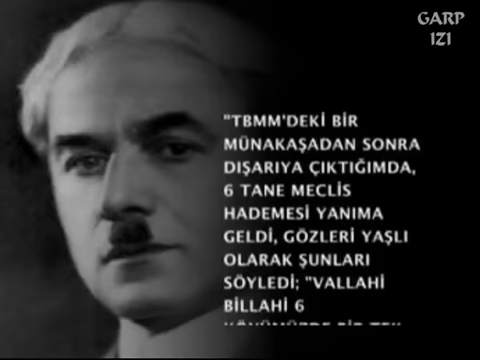 GARP
IZI
"TBMM'DEKİ BİR
MÜNAKAŞADAN SONRA
DIŞARIYA ÇIKTIĞIMDA,
6 TANE MECLİS
HADEMESİ YANIMA
GELDİ, GÖZLERİ YAŞLI
OLARAK ŞUNLARI
SÖYLEDİ; "VALLAHİ
BİLLAHİ 6